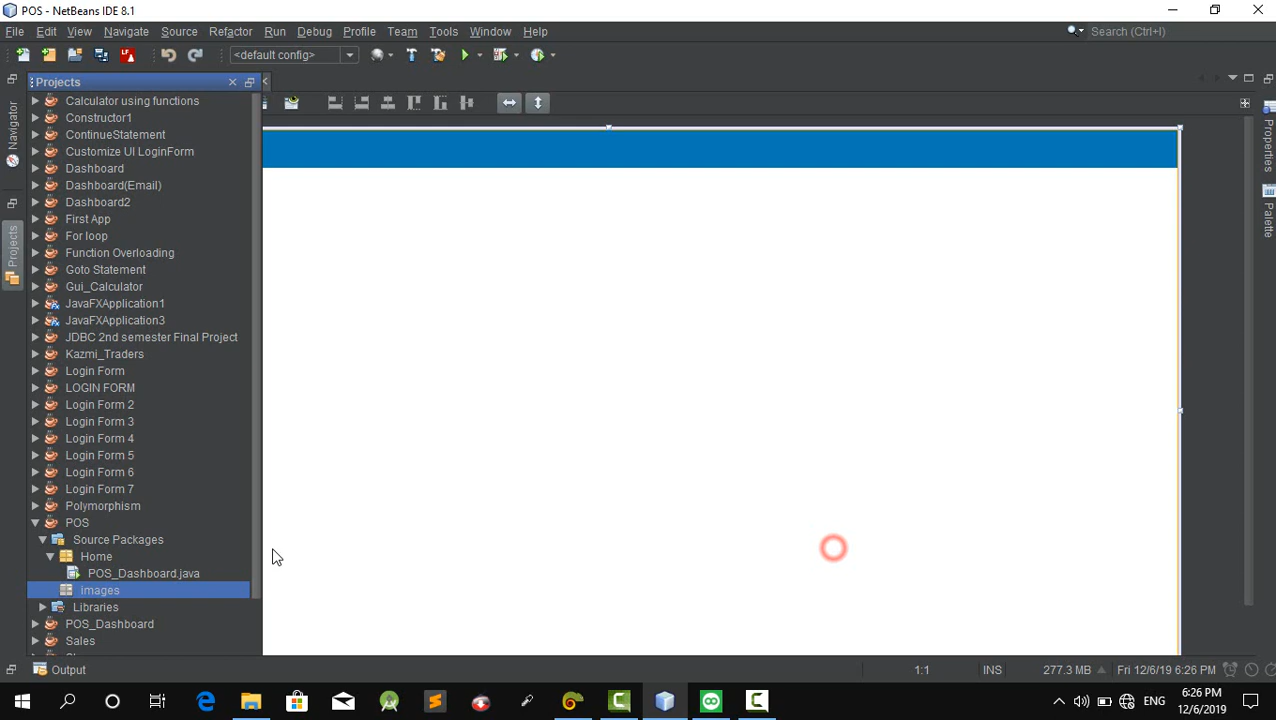 POS - NetBeans IDE 8.1
File Edit View Navigate Source Refactor Run Debug Profile Team Tools Window Help
Search (Ctrl+I)
<default config>
Projects
Navigator
Projects
Calculator using functions
Constructor1
ContinueStatement
Customize UI LoginForm
Dashboard
Dashboard(Email)
Dashboard2
First App
For loop
Function Overloading
Goto Statement
Gui_Calculator
JavaFXApplication1
JavaFXApplication3
JDBC 2nd semester Final Project
Kazmi_Traders
Login Form
LOGIN FORM
Login Form 2
Login Form 3
Login Form 4
Login Form 5
Login Form 6
Login Form 7
Polymorphism
POS
Source Packages
Home
POS_Dashboard.java
images
Libraries
POS_Dashboard
Sales
Properties
Palette
Output
1:1 INS 277.3 MB Fri 12/6/19 6:26 PM
ENG
6:26 PM
12/6/2019